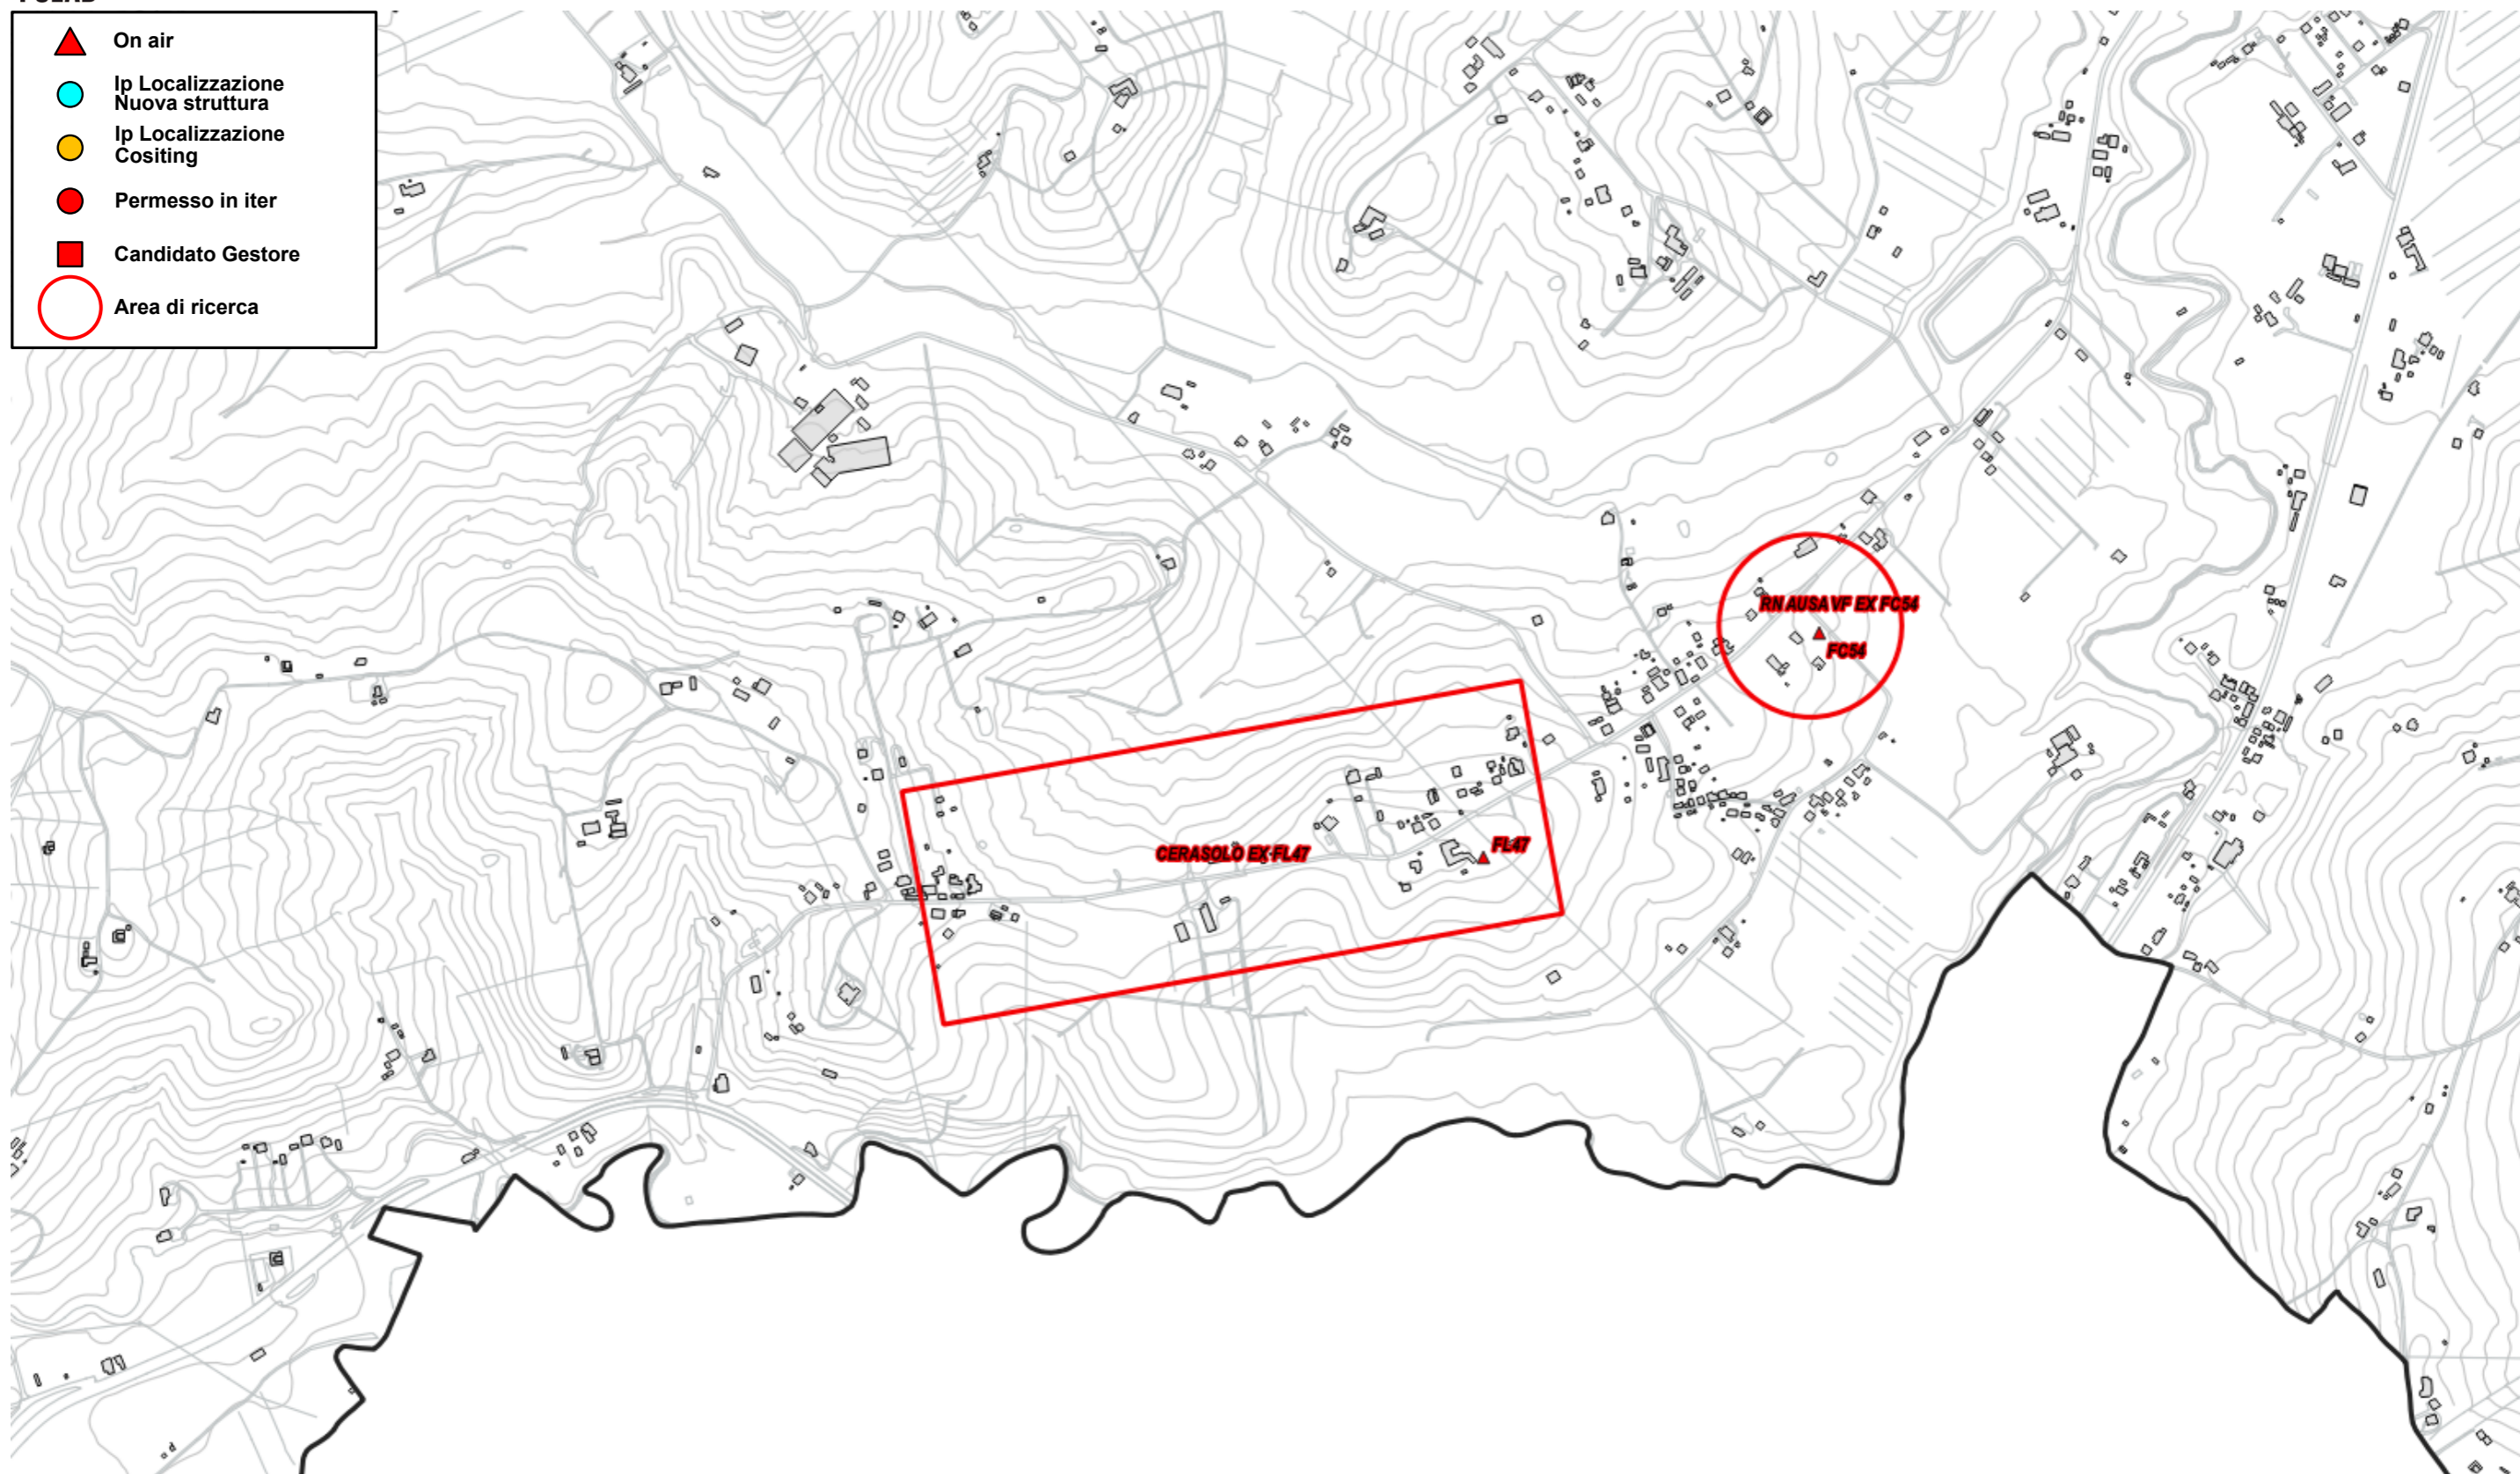 On air
Ip Localizzazione
Nuova struttura
Ip Localizzazione
Cositing
Permesso in iter
Candidato Gestore
Area di ricerca
RN AUSA VF EX FC54
FC54
FL47
CERASOLO EX FL47